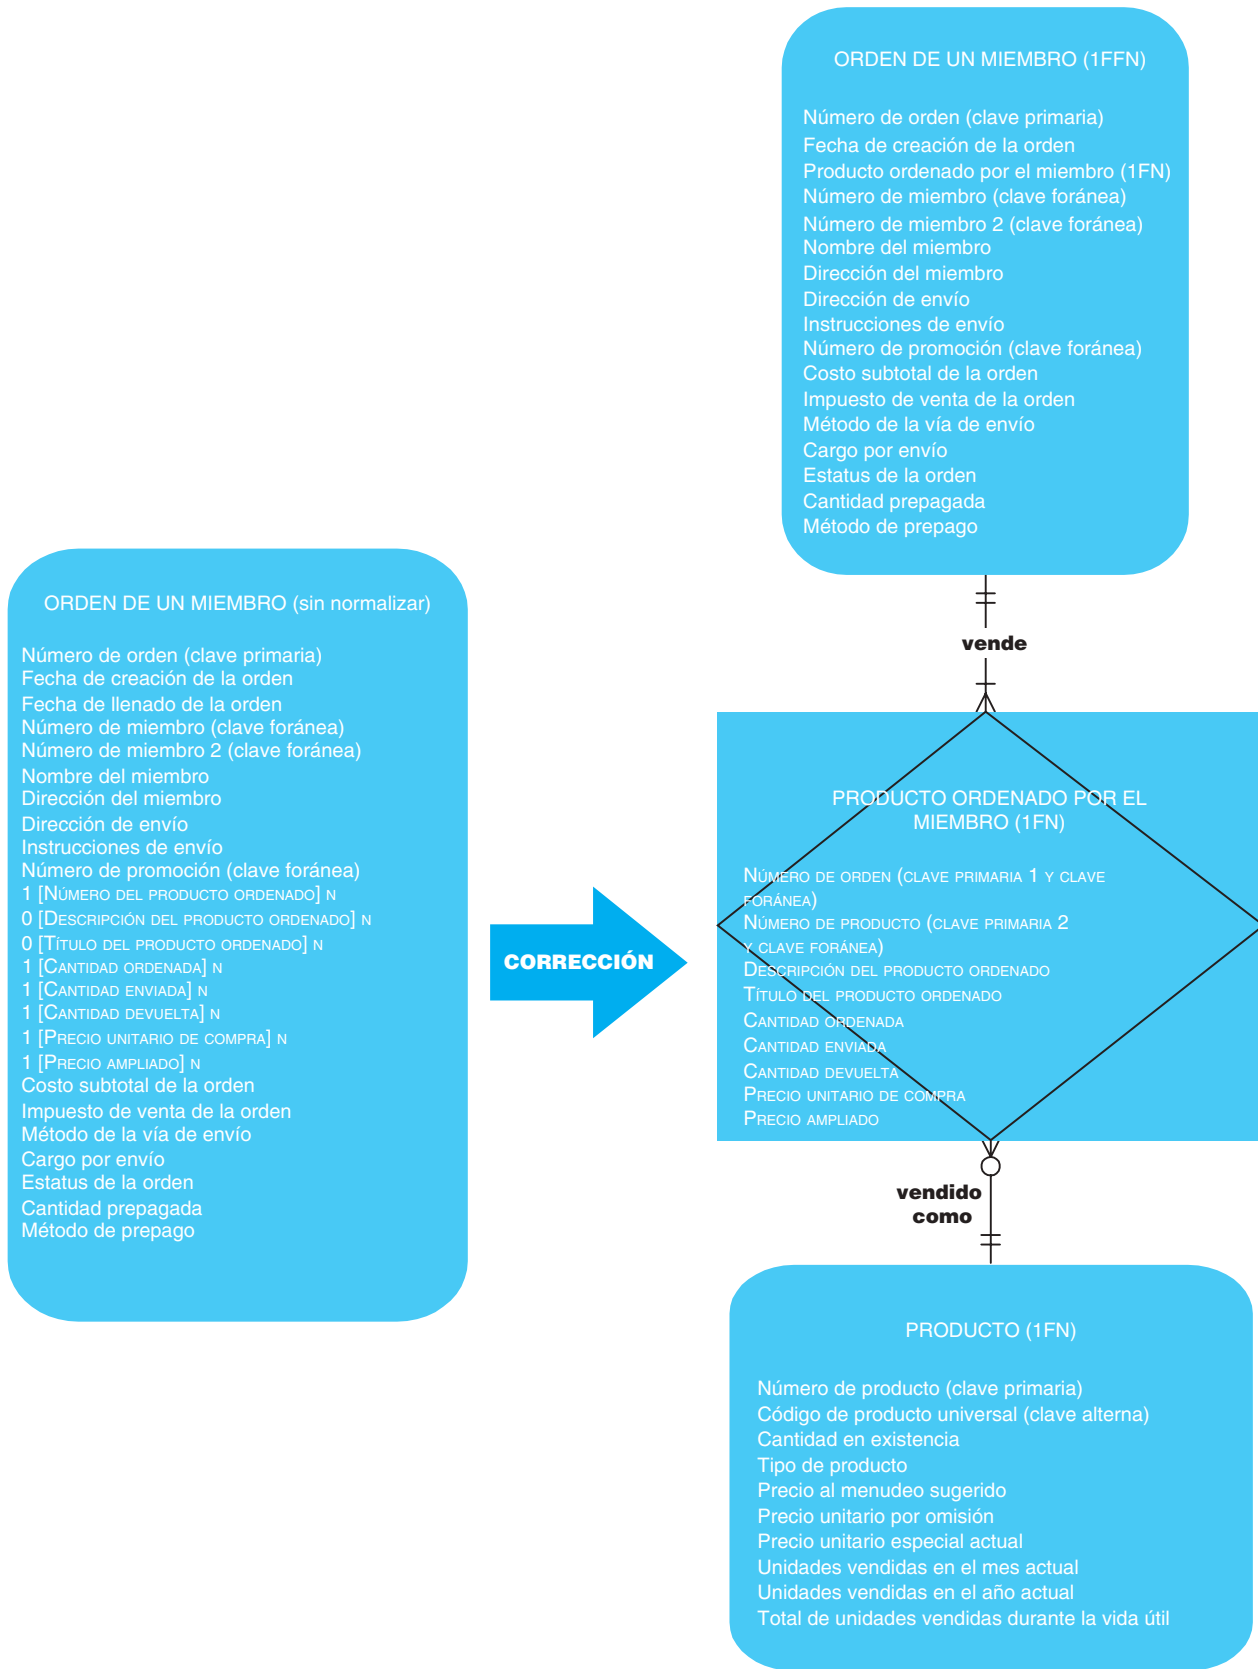 ORDEN DE UN MIEMBRO (sin normalizar)
Número de orden (clave primaria)
Fecha de creación de la orden
Fecha de llenado de la orden
Número de miembro (clave foránea)
Número de miembro 2 (clave foránea)
Nombre del miembro
Dirección del miembro
Dirección de envío
Instrucciones de envío
Número de promoción (clave foránea)
1 [NÚMERO DEL PRODUCTO ORDENADO] N
0 [DESCRIPCIÓN DEL PRODUCTO ORDENADO] N
0 [TÍTULO DEL PRODUCTO ORDENADO] N
1 [CANTIDAD ORDENADA] N
1 [CANTIDAD ENVIADA] N
1 [CANTIDAD DEVUELTA] N
1 [PRECIO UNITARIO DE COMPRA] N
1 [PRECIO AMPLIADO] N
Costo subtotal de la orden
Impuesto de venta de la orden
Método de la vía de envío
Cargo por envío
Estatus de la orden
Cantidad prepagada
Método de prepago
CORRECCIÓN
ORDEN DE UN MIEMBRO (1FFN)
Número de orden (clave primaria)
Fecha de creación de la orden
Producto ordenado por el miembro (1FN)
Número de miembro (clave foránea)
Número de miembro 2 (clave foránea)
Nombre del miembro
Dirección del miembro
Dirección de envío
Instrucciones de envío
Número de promoción (clave foránea)
Costo subtotal de la orden
Impuesto de venta de la orden
Método de la vía de envío
Cargo por envío
Estatus de la orden
Cantidad prepagada
Método de prepago
vende
PRODUCTO ORDENADO POR EL
MIEMBRO (1FN)
NÚMERO DE ORDEN (CLAVE PRIMARIA 1 Y CLAVE
FORÁNEA)
NÚMERO DE PRODUCTO (CLAVE PRIMARIA 2
Y CLAVE FORÁNEA)
DESCRIPCIÓN DEL PRODUCTO ORDENADO
TÍTULO DEL PRODUCTO ORDENADO
CANTIDAD ORDENADA
CANTIDAD ENVIADA
CANTIDAD DEVUELTA
PRECIO UNITARIO DE COMPRA
PRECIO AMPLIADO
vendido
como
PRODUCTO (1FN)
Número de producto (clave primaria)
Código de producto universal (clave alterna)
Cantidad en existencia
Tipo de producto
Precio al menudeo sugerido
Precio unitario por omisión
Precio unitario especial actual
Unidades vendidas en el mes actual
Unidades vendidas en el año actual
Total de unidades vendidas durante la vida útil